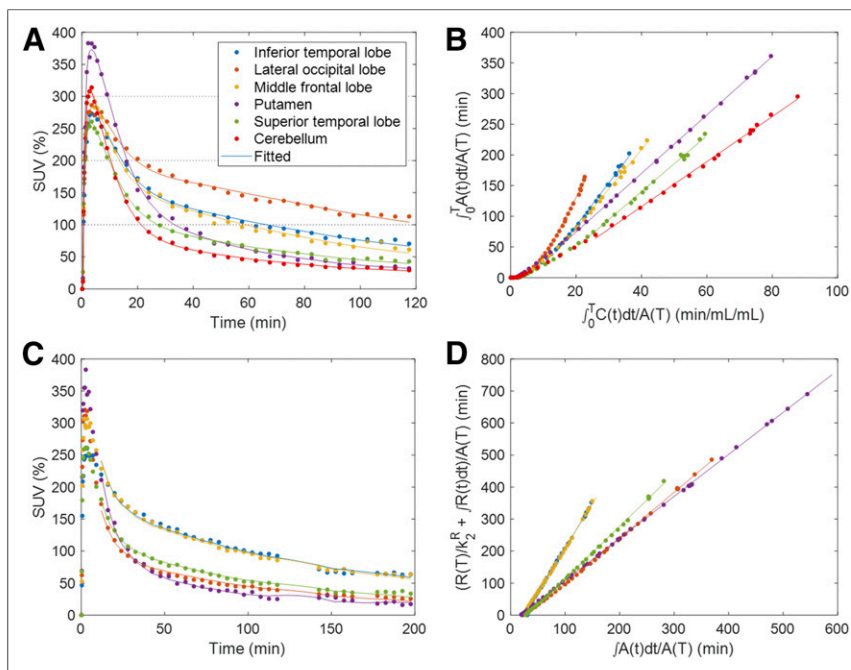 A
SUV (%)
400
350
300
250
200
150
100
50
0
0 20 40 60 80 100 120
Time (min)
Inferior temporal lobe
Lateral occipital lobe
Middle frontal lobe
Putamen
Superior temporal lobe
Cerebellum
Fitted
B
∫₀ᵀA(t)dt/A(T) (min)
400
350
300
250
200
150
100
50
0
0 20 40 60 80 100
∫₀ᵀC(t)dt/A(T) (min/mL/mL)
C
SUV (%)
400
350
300
250
200
150
100
50
0
0 50 100 150 200
Time (min)
D
(R(T)/k₂ᴿ + ∫R(t)dt)/A(T) (min)
800
700
600
500
400
300
200
100
0
0 100 200 300 400 500 600
∫A(t)dt/A(T) (min)